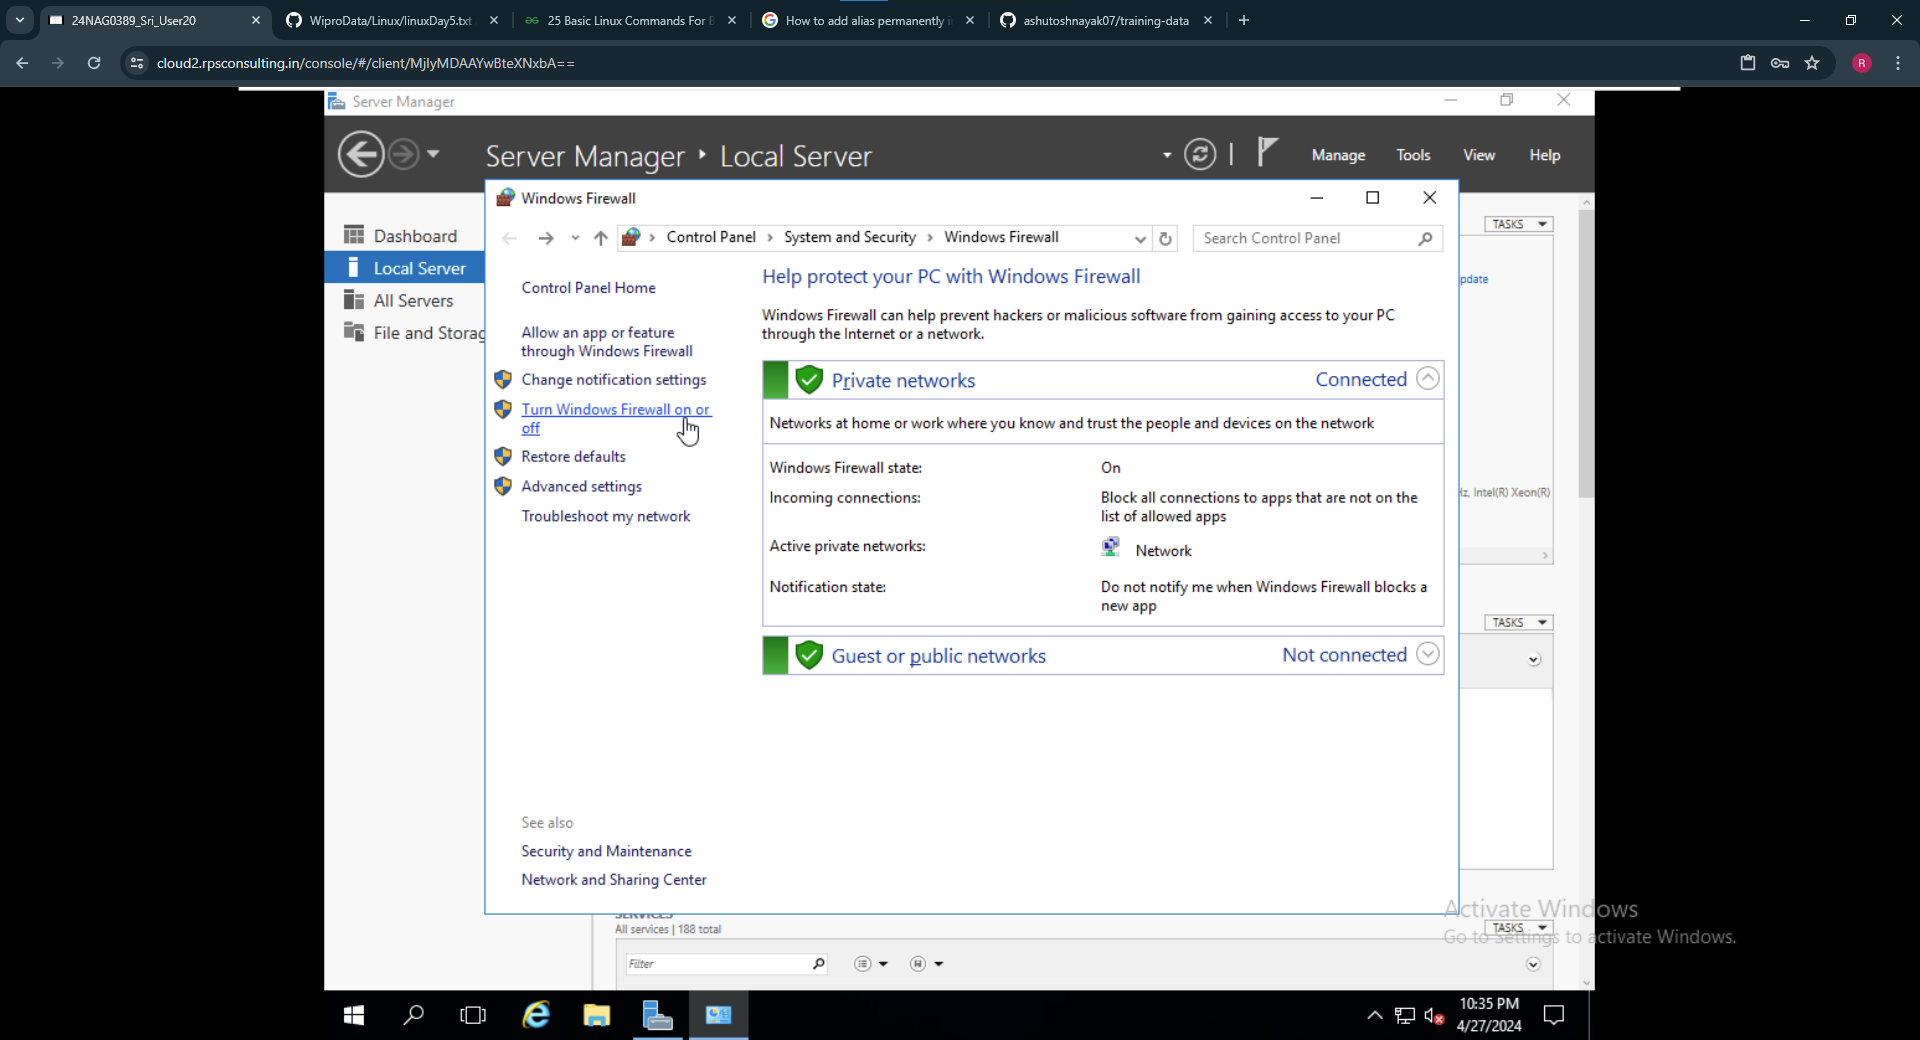 24NAG0389_Sri_User20
WiproData/Linux/linuxDay5.txt
25 Basic Linux Commands For B
How to add alias permanently i
ashutoshnayak07/training-data
cloud2.rpsconsulting.in/console/#/client/MjIyMDAAYwBteXNxbA==
R
Server Manager
Server Manager ‣ Local Server
Manage
Tools
View
Help
Dashboard
Local Server
All Servers
File and Storag
Windows Firewall
Control Panel > System and Security > Windows Firewall
Search Control Panel
Control Panel Home
Allow an app or feature
through Windows Firewall
Change notification settings
Turn Windows Firewall on or
off
Restore defaults
Advanced settings
Troubleshoot my network
See also
Security and Maintenance
Network and Sharing Center
Help protect your PC with Windows Firewall
Windows Firewall can help prevent hackers or malicious software from gaining access to your PC
through the Internet or a network.
Private networks
Connected
Networks at home or work where you know and trust the people and devices on the network
Windows Firewall state: On
Incoming connections: Block all connections to apps that are not on the
list of allowed apps
Active private networks: Network
Notification state: Do not notify me when Windows Firewall blocks a
new app
Guest or public networks
Not connected
TASKS
pdate
Hz, Intel(R) Xeon(R)
TASKS
SERVICES
All services | 188 total
TASKS
Filter
Activate Windows
Go to Settings to activate Windows.
10:35 PM
4/27/2024